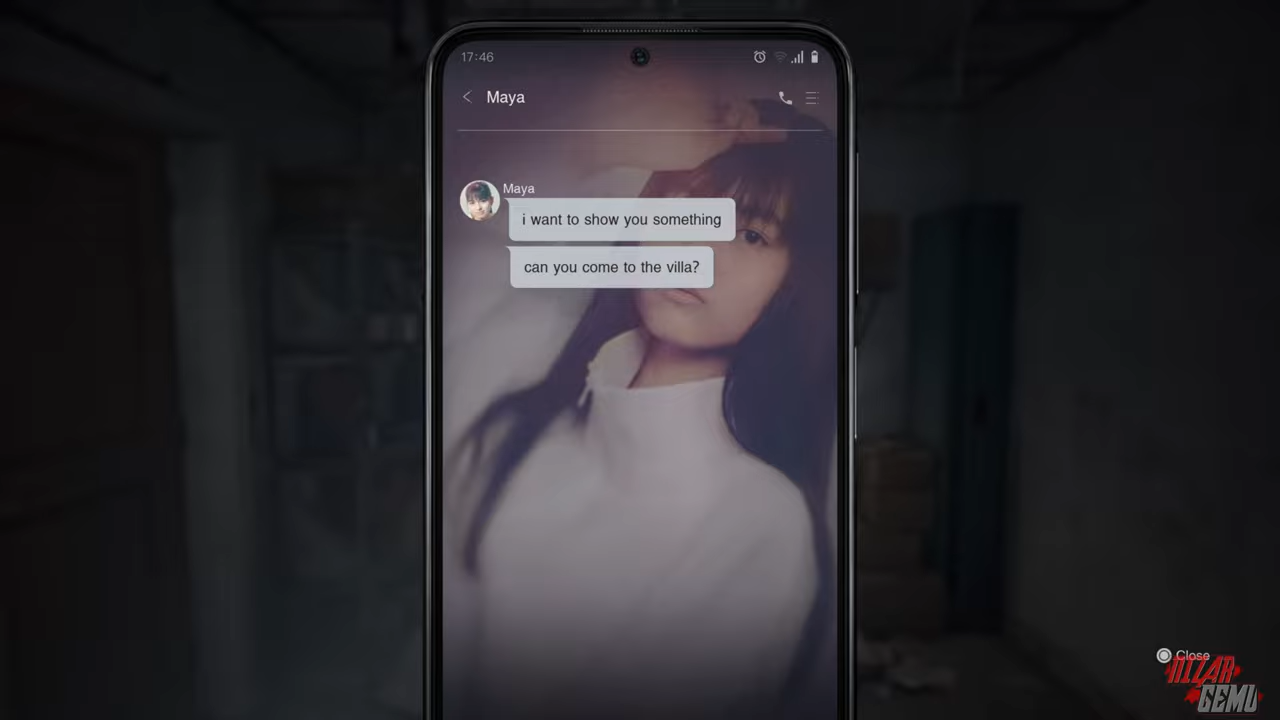 17:46
Maya
Maya
i want to show you something
can you come to the villa?
Close
NIZAR
GEMU